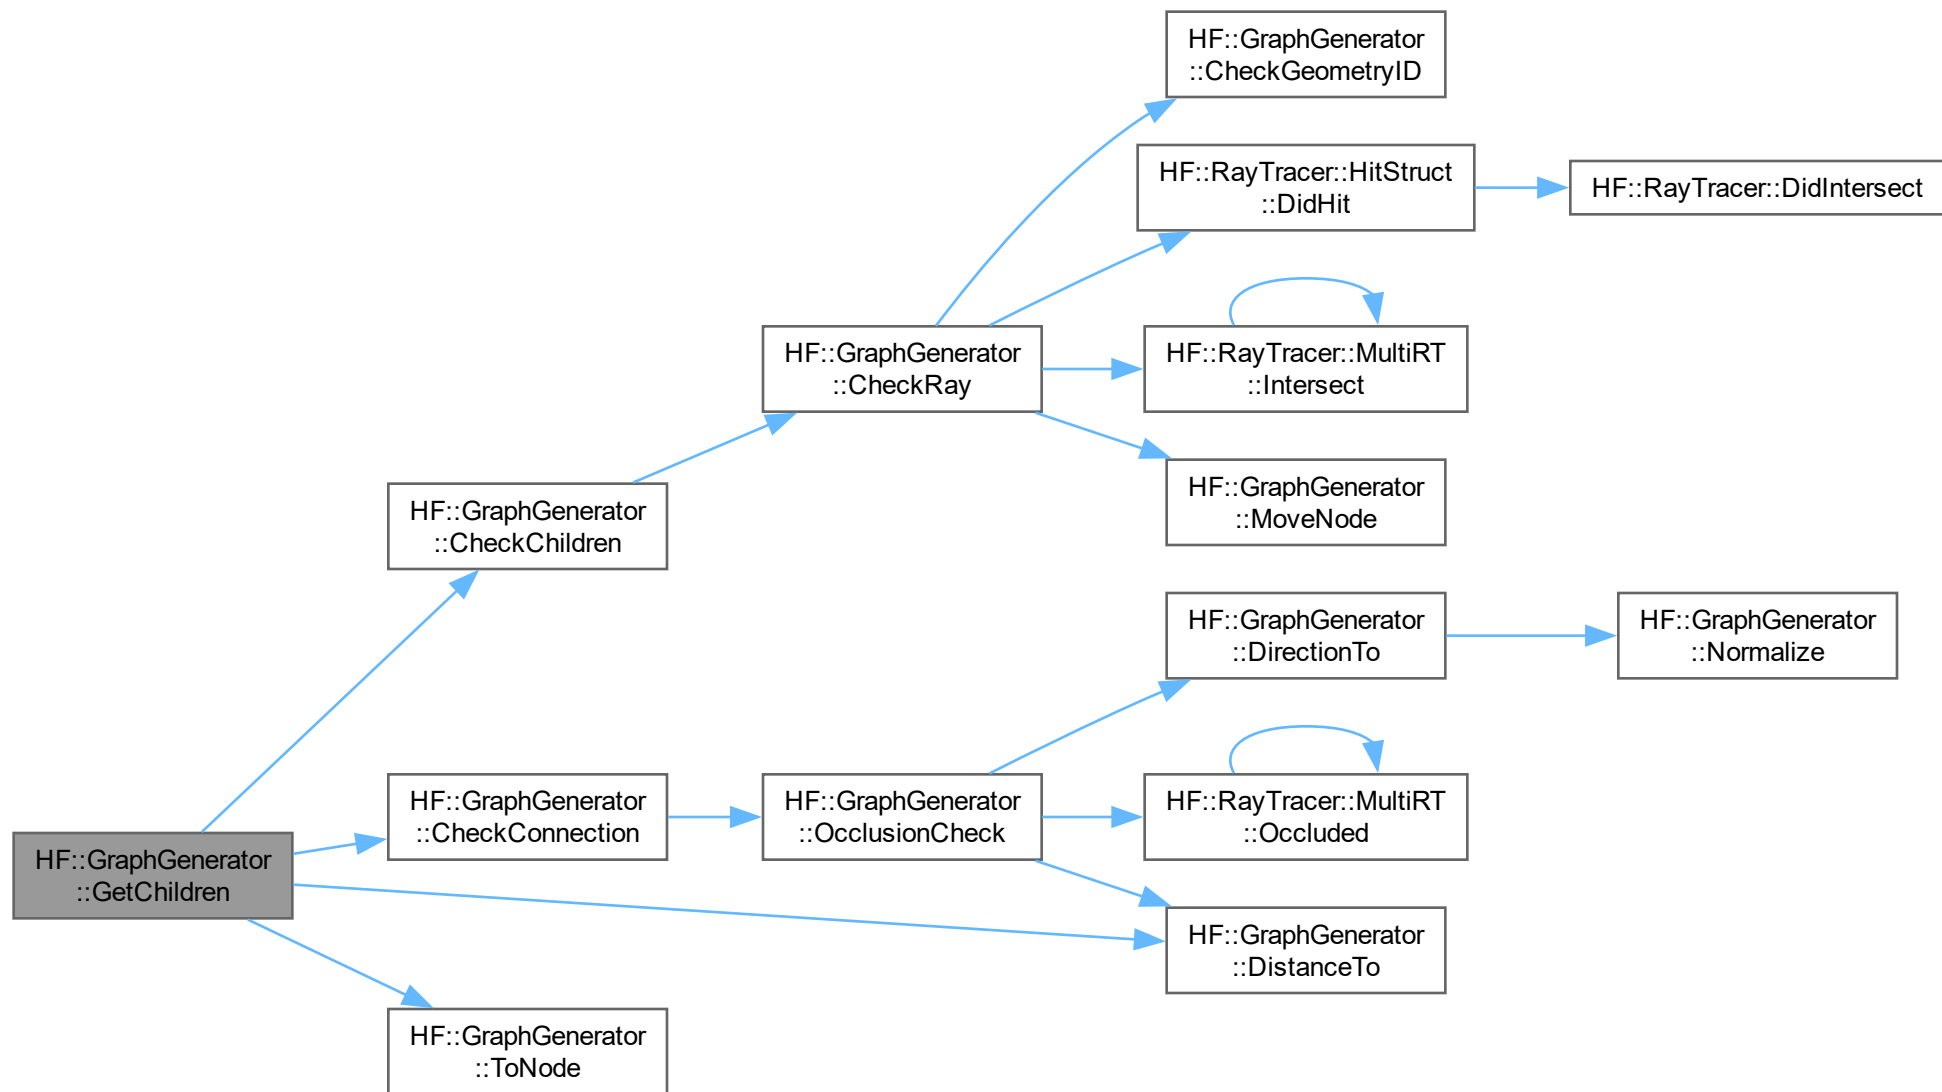 HF::GraphGenerator
::CheckGeometryID
HF::RayTracer::HitStruct
::DidHit
HF::RayTracer::DidIntersect
HF::GraphGenerator
::CheckRay
HF::RayTracer::MultiRT
::Intersect
HF::GraphGenerator
::MoveNode
HF::GraphGenerator
::CheckChildren
HF::GraphGenerator
::DirectionTo
HF::GraphGenerator
::Normalize
HF::GraphGenerator
::CheckConnection
HF::GraphGenerator
::OcclusionCheck
HF::RayTracer::MultiRT
::Occluded
HF::GraphGenerator
::GetChildren
HF::GraphGenerator
::DistanceTo
HF::GraphGenerator
::ToNode